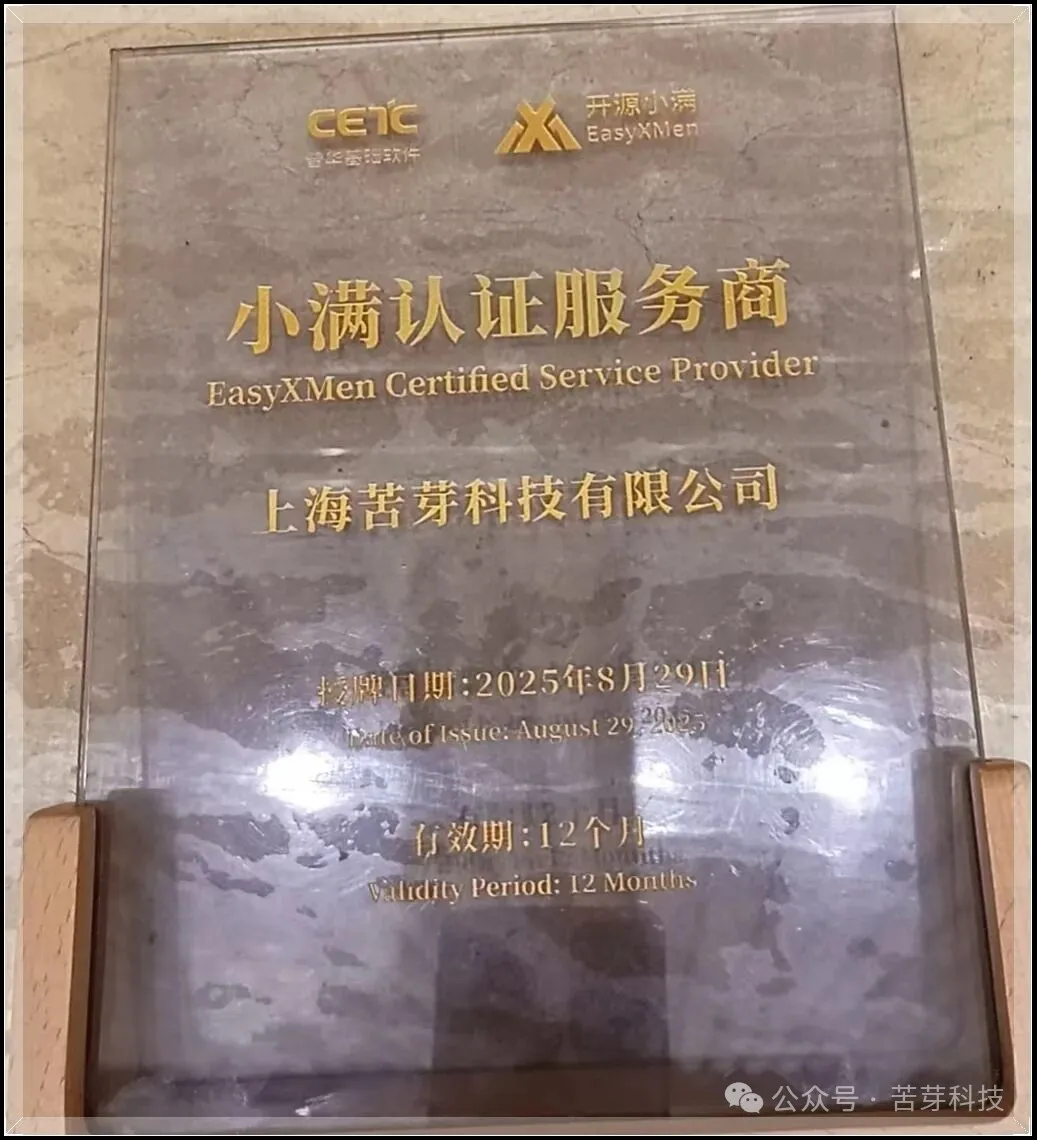 CETC
普华基础软件
开源小满
EasyXMen
小满认证服务商
EasyXMen Certified Service Provider
上海苦芽科技有限公司
授牌日期:2025年8月29日
Date of Issue: August 29, 2025
有效期:12个月
Validity Period: 12 Months
公众号 · 苦芽科技